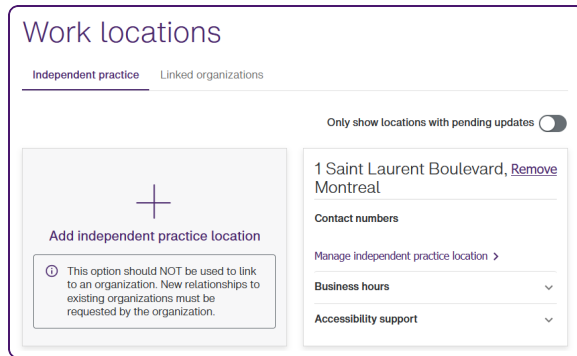 Work locations
Independent practice
Linked organizations
Only show locations with pending updates
Add independent practice location
This option should NOT be used to link
to an organization. New relationships to
existing organizations must be
requested by the organization.
1 Saint Laurent Boulevard, Remove
Montreal
Contact numbers
Manage independent practice location >
Business hours
Accessibility support